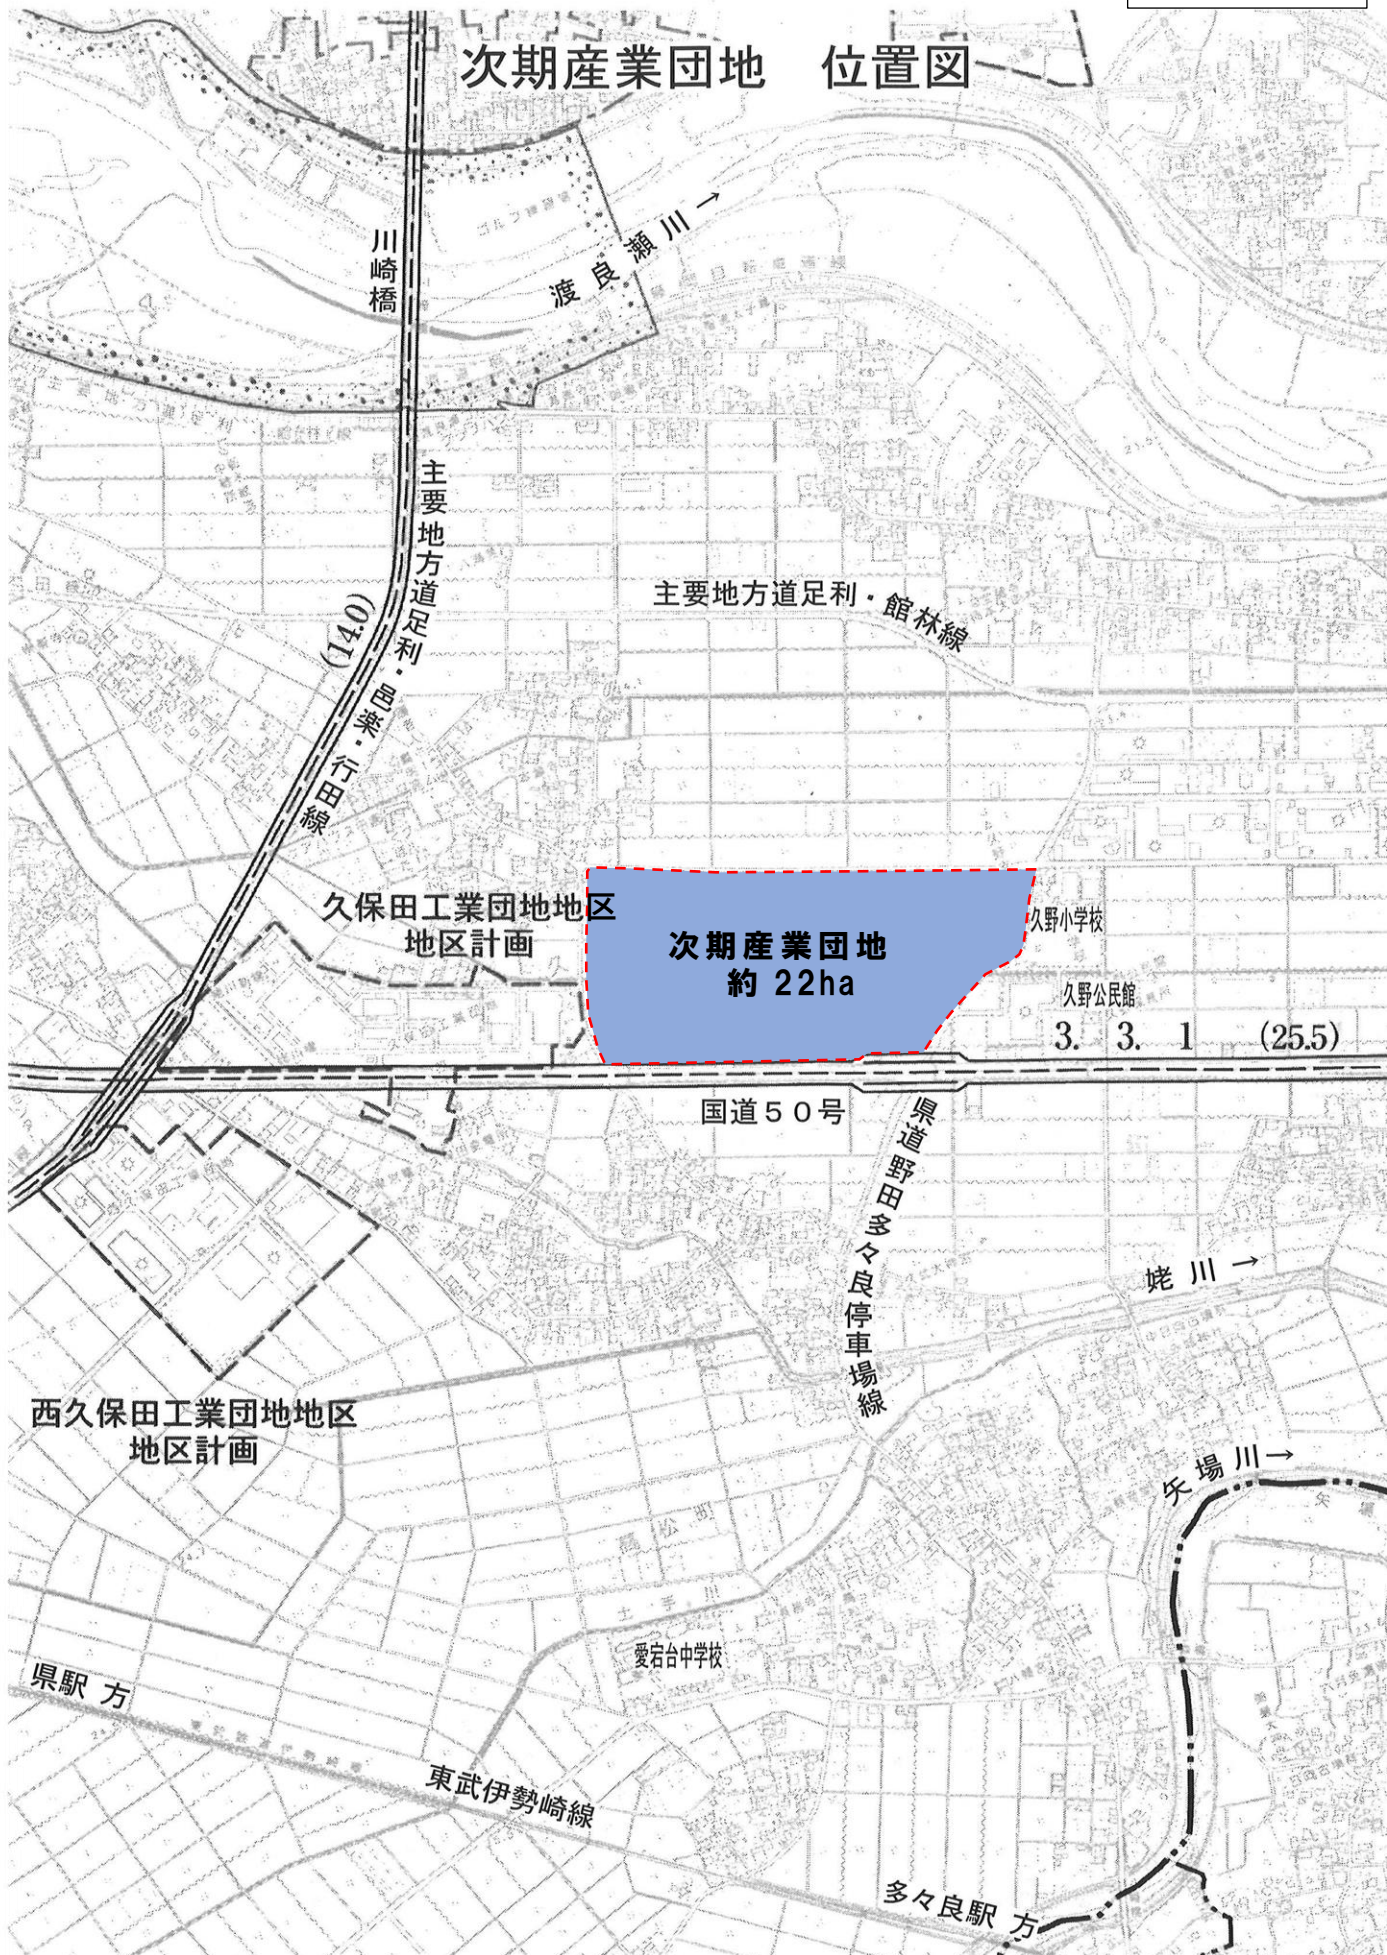 次期産業団地　位置図
川崎橋
渡良瀬川→
主要地方道足利・邑楽・行田線
(14.0)
主要地方道足利・館林線
久保田工業団地地区
地区計画
次期産業団地
約 22ha
久野小学校
久野公民館
3. 3. 1 (25.5)
国道５０号
県道野田多々良停車場線
姥川→
西久保田工業団地地区
地区計画
矢場川→
愛宕台中学校
県駅 方
東武伊勢崎線
多々良駅 方